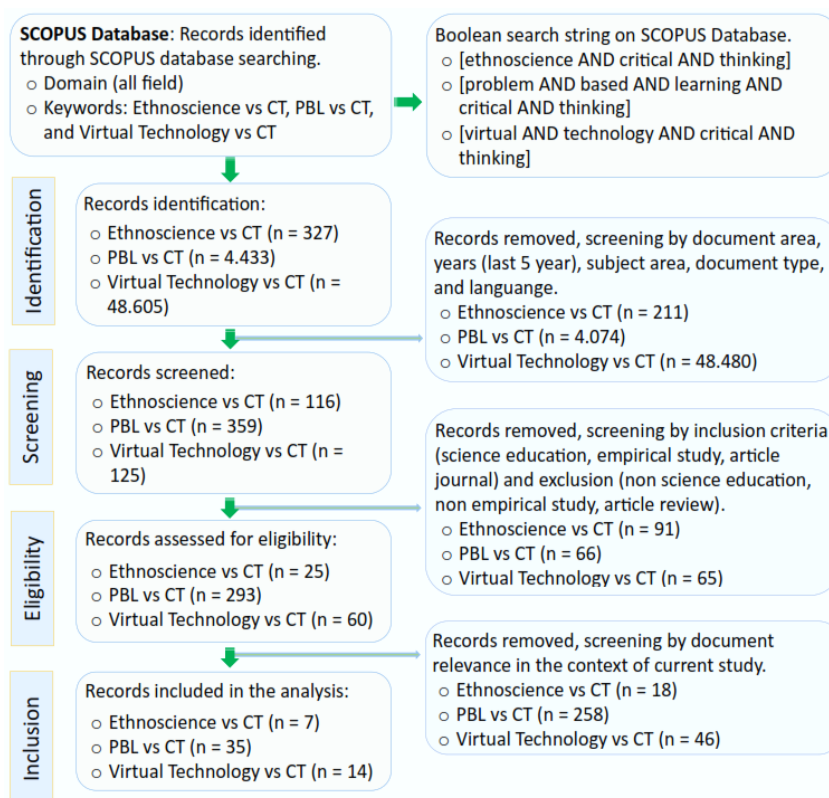 SCOPUS Database: Records identified
through SCOPUS database searching.
o Domain (all field)
o Keywords: Ethnoscience vs CT, PBL vs CT,
and Virtual Technology vs CT
Boolean search string on SCOPUS Database.
o [ethnoscience AND critical AND thinking]
o [problem AND based AND learning AND
critical AND thinking]
o [virtual AND technology AND critical AND
thinking]
Identification
Records identification:
o Ethnoscience vs CT (n = 327)
o PBL vs CT (n = 4.433)
o Virtual Technology vs CT (n =
48.605)
Records removed, screening by document area,
years (last 5 year), subject area, document type,
and languange.
o Ethnoscience vs CT (n = 211)
o PBL vs CT (n = 4.074)
o Virtual Technology vs CT (n = 48.480)
Screening
Records screened:
o Ethnoscience vs CT (n = 116)
o PBL vs CT (n = 359)
o Virtual Technology vs CT (n =
125)
Records removed, screening by inclusion criteria
(science education, empirical study, article
journal) and exclusion (non science education,
non empirical study, article review).
o Ethnoscience vs CT (n = 91)
o PBL vs CT (n = 66)
o Virtual Technology vs CT (n = 65)
Eligibility
Records assessed for eligibility:
o Ethnoscience vs CT (n = 25)
o PBL vs CT (n = 293)
o Virtual Technology vs CT (n = 60)
Records removed, screening by document
relevance in the context of current study.
o Ethnoscience vs CT (n = 18)
o PBL vs CT (n = 258)
o Virtual Technology vs CT (n = 46)
Inclusion
Records included in the analysis:
o Ethnoscience vs CT (n = 7)
o PBL vs CT (n = 35)
o Virtual Technology vs CT (n = 14)